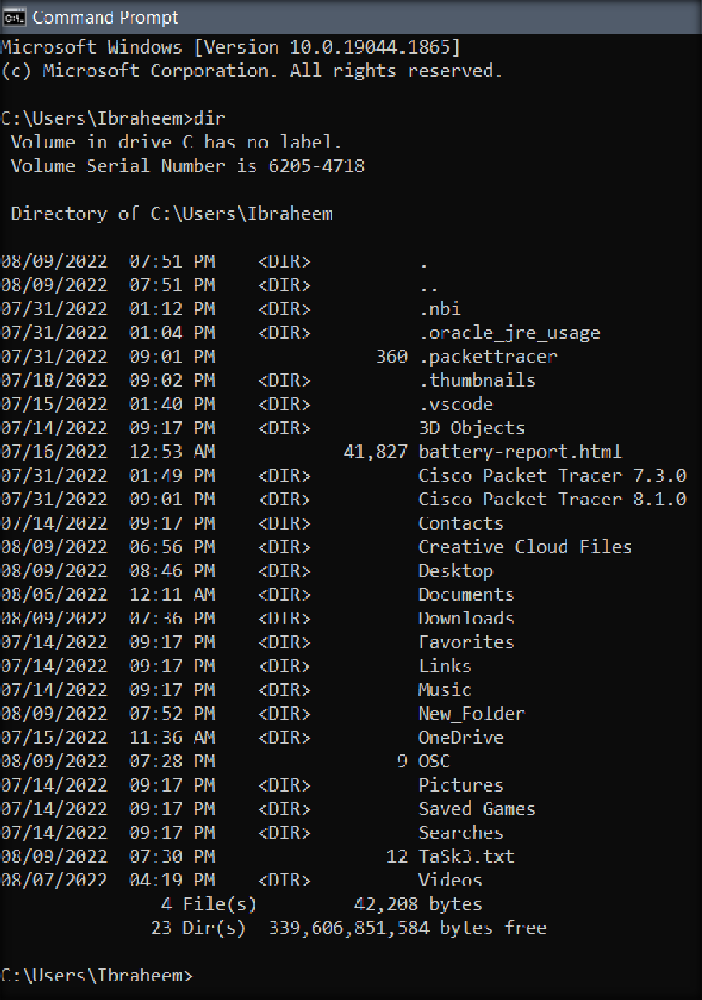 Command Prompt
Microsoft Windows [Version 10.0.19044.1865]
(c) Microsoft Corporation. All rights reserved.
C:\Users\Ibraheem>dir
 Volume in drive C has no label.
 Volume Serial Number is 6205-4718
 Directory of C:\Users\Ibraheem
08/09/2022  07:51 PM    <DIR>          .
08/09/2022  07:51 PM    <DIR>          ..
07/31/2022  01:12 PM    <DIR>          .nbi
07/31/2022  01:04 PM    <DIR>          .oracle_jre_usage
07/31/2022  09:01 PM               360 .packettracer
07/18/2022  09:02 PM    <DIR>          .thumbnails
07/15/2022  01:40 PM    <DIR>          .vscode
07/14/2022  09:17 PM    <DIR>          3D Objects
07/16/2022  12:53 AM            41,827 battery-report.html
07/31/2022  01:49 PM    <DIR>          Cisco Packet Tracer 7.3.0
07/31/2022  09:01 PM    <DIR>          Cisco Packet Tracer 8.1.0
07/14/2022  09:17 PM    <DIR>          Contacts
08/09/2022  06:56 PM    <DIR>          Creative Cloud Files
08/09/2022  08:46 PM    <DIR>          Desktop
08/06/2022  12:11 AM    <DIR>          Documents
08/09/2022  07:36 PM    <DIR>          Downloads
07/14/2022  09:17 PM    <DIR>          Favorites
07/14/2022  09:17 PM    <DIR>          Links
07/14/2022  09:17 PM    <DIR>          Music
08/09/2022  07:52 PM    <DIR>          New_Folder
07/15/2022  11:36 AM    <DIR>          OneDrive
08/09/2022  07:28 PM                 9 OSC
07/14/2022  09:17 PM    <DIR>          Pictures
07/14/2022  09:17 PM    <DIR>          Saved Games
07/14/2022  09:17 PM    <DIR>          Searches
08/09/2022  07:30 PM                12 TaSk3.txt
08/07/2022  04:19 PM    <DIR>          Videos
               4 File(s)         42,208 bytes
              23 Dir(s)  339,606,851,584 bytes free
C:\Users\Ibraheem>